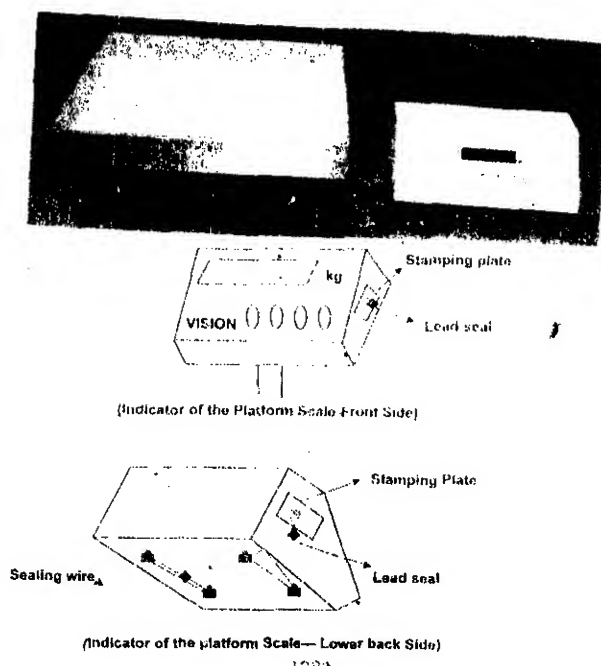 Stamping plate
kg
VISION
Lead seal
(Indicator of the Platform Scale Front Side)
Stamping Plate
Sealing wire
Lead seal
(Indicator of the platform Scale— Lower back Side)